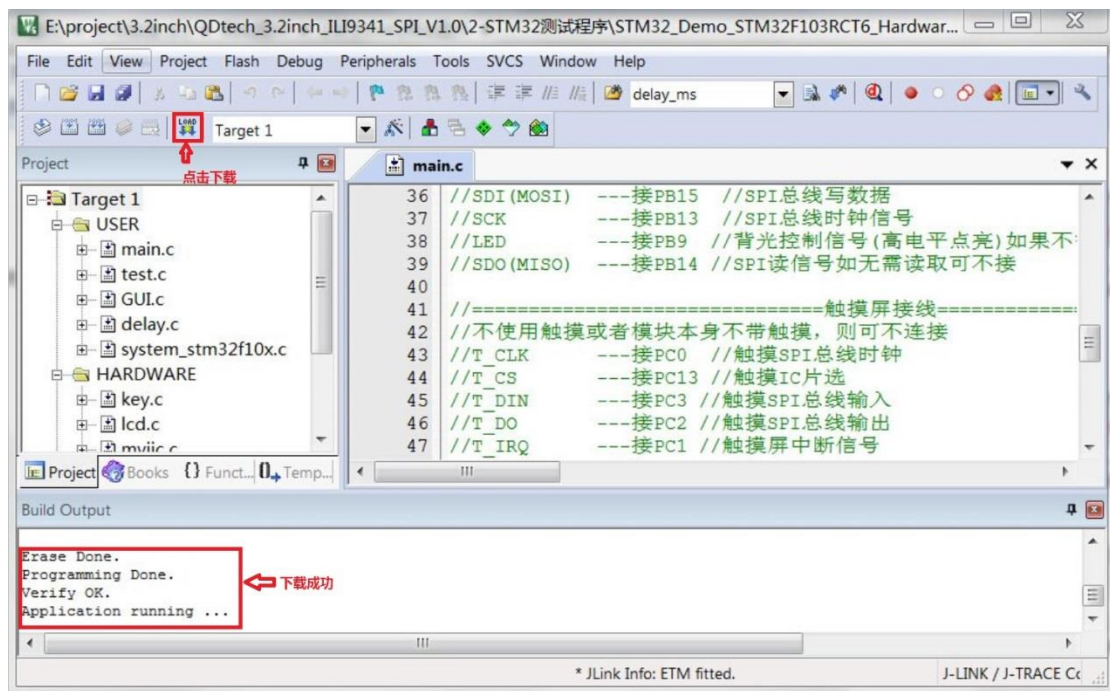 E:\project\3.2inch\QDtech_3.2inch_ILI9341_SPI_V1.0\2-STM32测试程序\STM32_Demo_STM32F103RCT6_Hardwar...
File Edit View Project Flash Debug Peripherals Tools SVCS Window Help
delay_ms
LOAD Target 1
点击下载
Project
main.c
Target 1
USER
main.c
test.c
GUI.c
delay.c
system_stm32f10x.c
HARDWARE
key.c
lcd.c
myiic.c
Project Books {} Funct... Temp...
36 //SDI(MOSI) ---接PB15 //SPI总线写数据
37 //SCK ---接PB13 //SPI总线时钟信号
38 //LED ---接PB9 //背光控制信号(高电平点亮)如果不
39 //SDO(MISO) ---接PB14 //SPI读信号如无需读取可不接
40
41 //================================触摸屏接线=============
42 //不使用触摸或者模块本身不带触摸，则可不连接
43 //T_CLK ---接PC0 //触摸SPI总线时钟
44 //T_CS ---接PC13 //触摸IC片选
45 //T_DIN ---接PC3 //触摸SPI总线输入
46 //T_DO ---接PC2 //触摸SPI总线输出
47 //T_IRQ ---接PC1 //触摸屏中断信号
Build Output
Erase Done.
Programming Done.
Verify OK.
Application running ...
下载成功
* JLink Info: ETM fitted.
J-LINK / J-TRACE Co